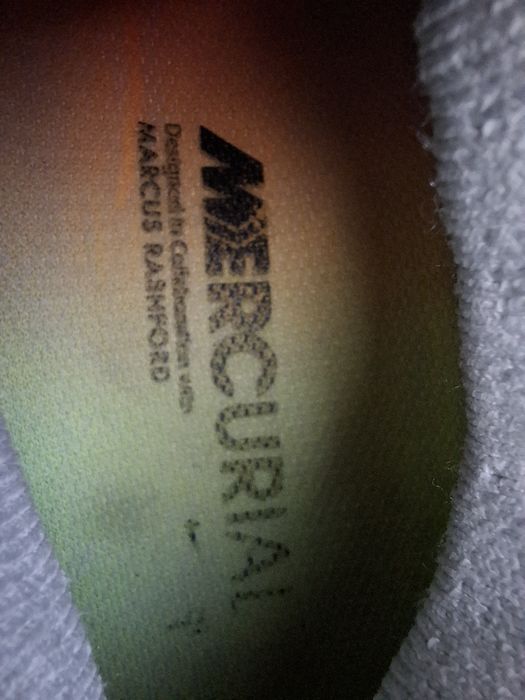 MERCURIAL
Designed in Collaboration with
MARCUS RASHFORD